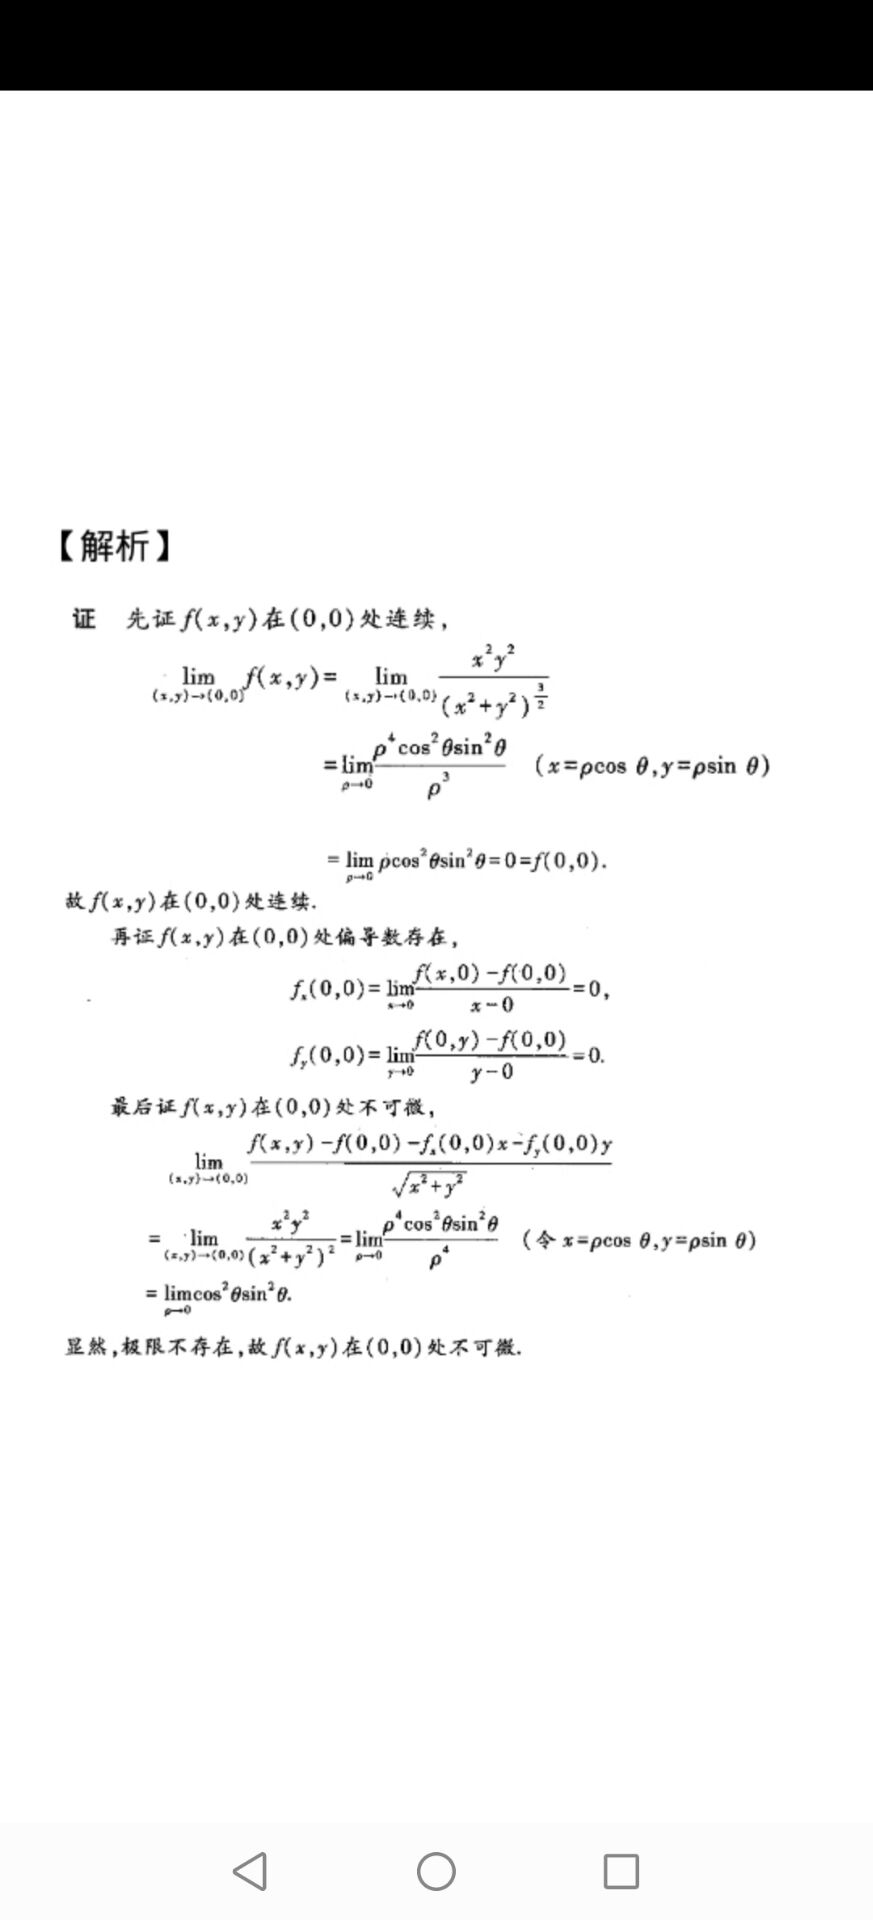 【解析】
证 先证 f(x,y)在(0,0)处连续,
lim_{(x,y)→(0,0)} f(x,y)= lim_{(x,y)→(0,0)} x²y²/(x²+y²)^{3/2}
=lim_{ρ→0} ρ⁴cos²θsin²θ/ρ³ (x=ρcos θ,y=ρsin θ)
=lim_{ρ→0} ρcos²θsin²θ=0=f(0,0).
故 f(x,y)在(0,0)处连续.
再证 f(x,y)在(0,0)处偏导数存在,
f_x(0,0)=lim_{x→0} (f(x,0)-f(0,0))/(x-0)=0,
f_y(0,0)=lim_{y→0} (f(0,y)-f(0,0))/(y-0)=0.
最后证 f(x,y)在(0,0)处不可微,
lim_{(x,y)→(0,0)} (f(x,y)-f(0,0)-f_x(0,0)x-f_y(0,0)y)/√(x²+y²)
= lim_{(x,y)→(0,0)} x²y²/(x²+y²)²=lim_{ρ→0} ρ⁴cos²θsin²θ/ρ⁴ (令 x=ρcos θ,y=ρsin θ)
=lim_{ρ→0} cos²θsin²θ.
显然,极限不存在,故 f(x,y)在(0,0)处不可微.